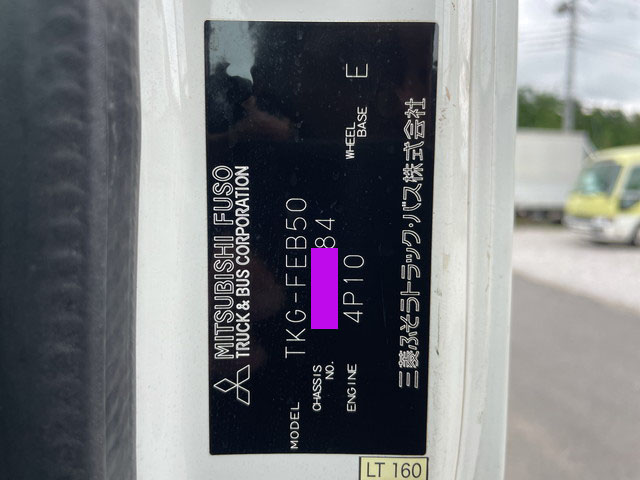 MITSUBISHI FUSO
TRUCK & BUS CORPORATION
MODEL TKG-FEB50
CHASSIS NO. 84
ENGINE 4P10 WHEEL BASE E
三菱ふそうトラック・バス株式会社
LT 160